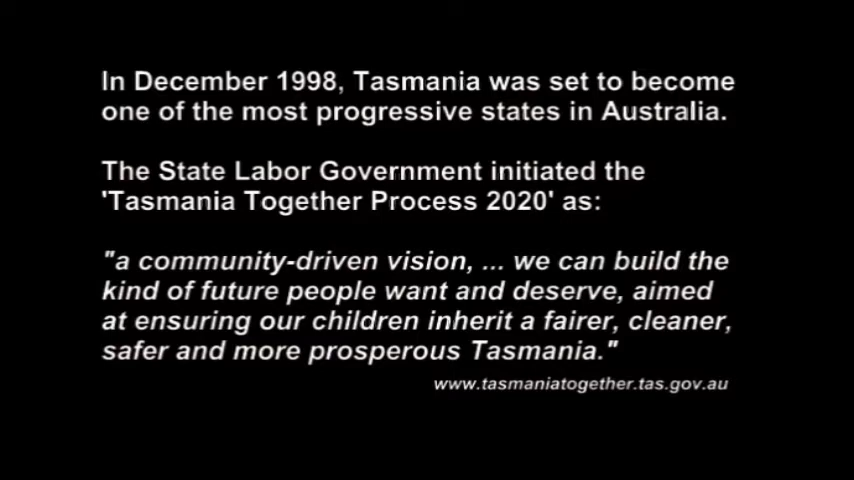 In December 1998, Tasmania was set to become
one of the most progressive states in Australia.
The State Labor Government initiated the
'Tasmania Together Process 2020' as:
"a community-driven vision, ... we can build the
kind of future people want and deserve, aimed
at ensuring our children inherit a fairer, cleaner,
safer and more prosperous Tasmania."
www.tasmaniatogether.tas.gov.au